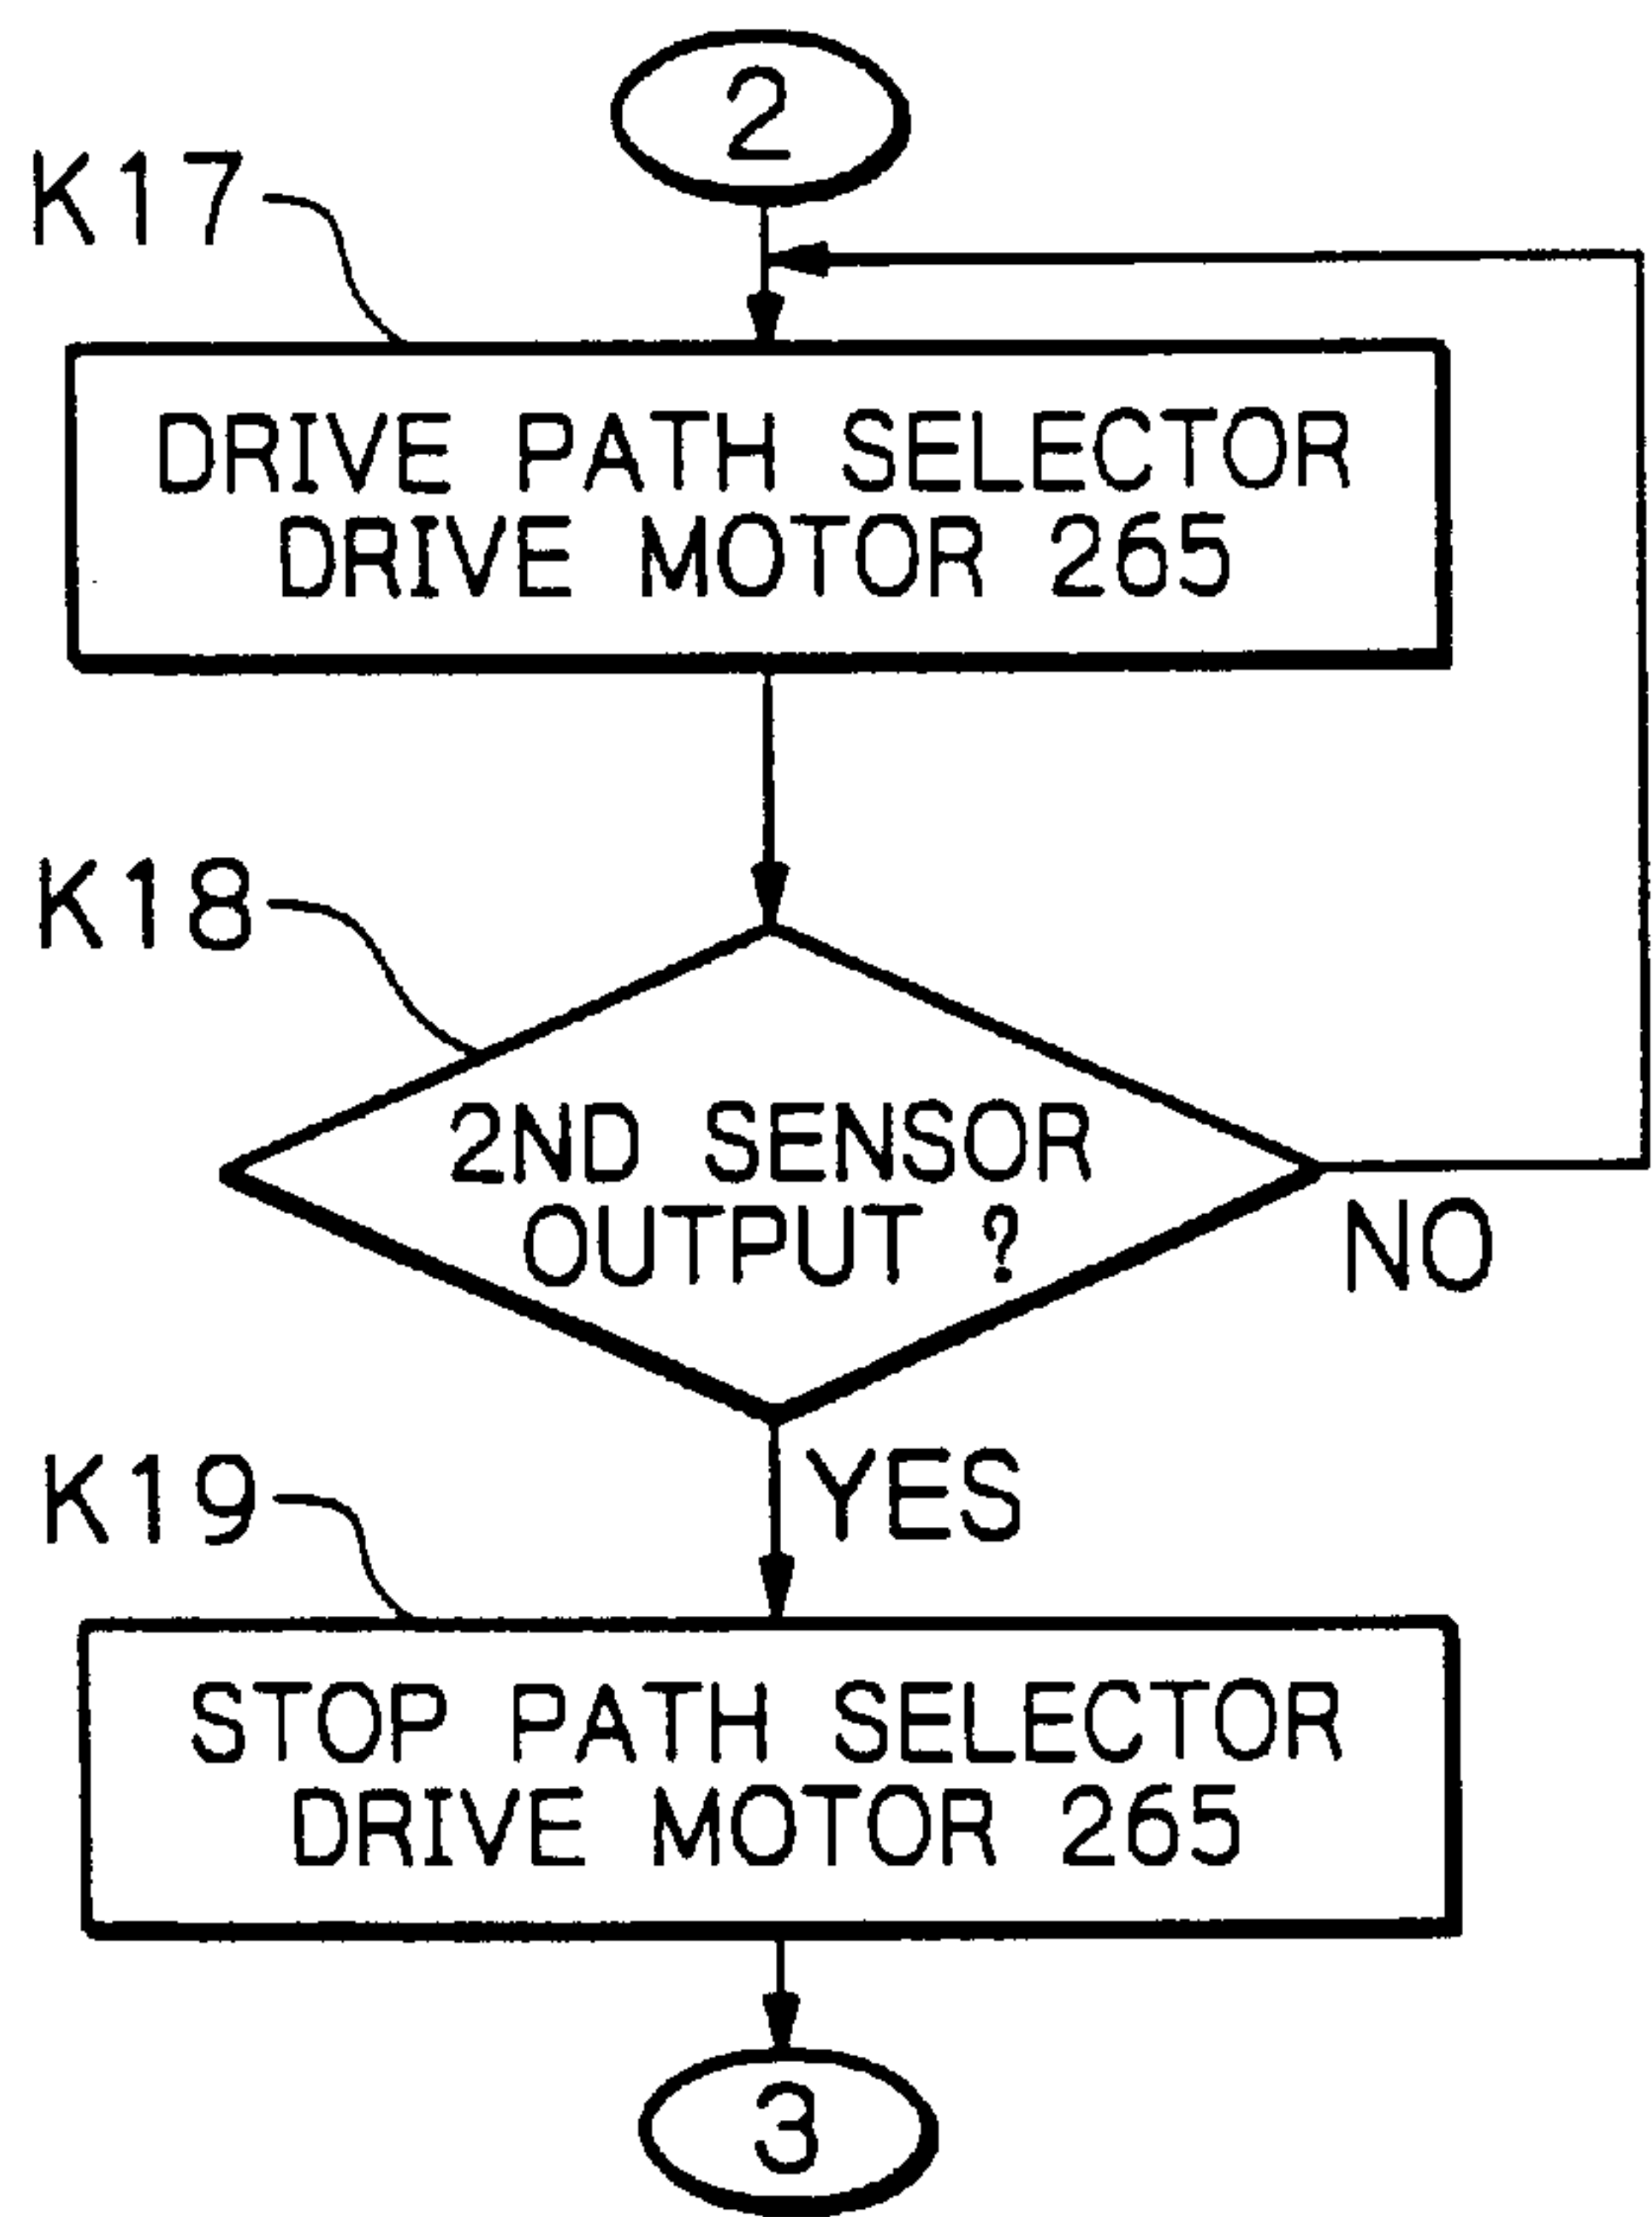 2
K17
DRIVE PATH SELECTOR
DRIVE MOTOR 265
K18
2ND SENSOR
OUTPUT ?
NO
YES
K19
STOP PATH SELECTOR
DRIVE MOTOR 265
3